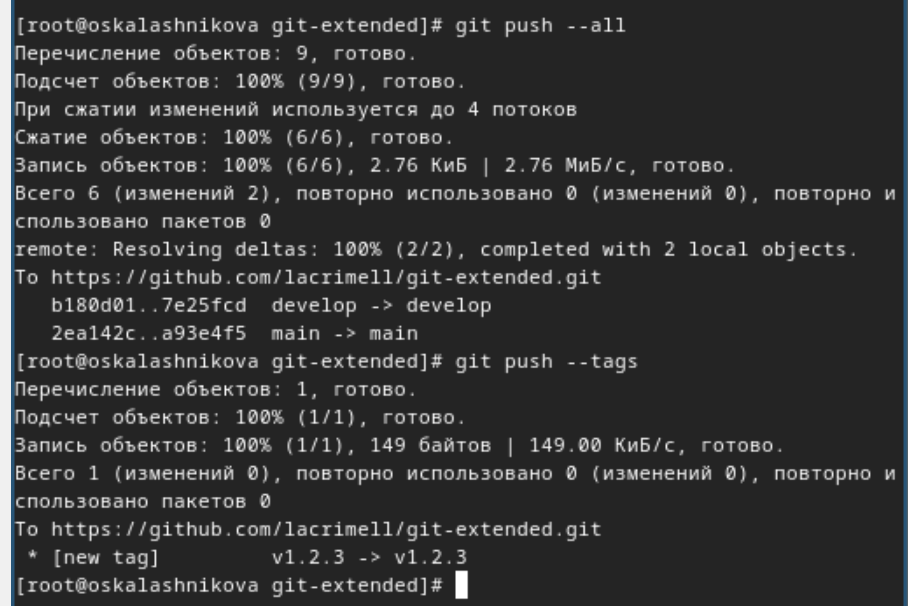 [root@oskalashnikova git-extended]# git push --all
Перечисление объектов: 9, готово.
Подсчет объектов: 100% (9/9), готово.
При сжатии изменений используется до 4 потоков
Сжатие объектов: 100% (6/6), готово.
Запись объектов: 100% (6/6), 2.76 КиБ | 2.76 МиБ/с, готово.
Всего 6 (изменений 2), повторно использовано 0 (изменений 0), повторно и
спользовано пакетов 0
remote: Resolving deltas: 100% (2/2), completed with 2 local objects.
To https://github.com/lacrimell/git-extended.git
   b180d01..7e25fcd  develop -> develop
   2ea142c..a93e4f5  main -> main
[root@oskalashnikova git-extended]# git push --tags
Перечисление объектов: 1, готово.
Подсчет объектов: 100% (1/1), готово.
Запись объектов: 100% (1/1), 149 байтов | 149.00 КиБ/с, готово.
Всего 1 (изменений 0), повторно использовано 0 (изменений 0), повторно и
спользовано пакетов 0
To https://github.com/lacrimell/git-extended.git
 * [new tag]         v1.2.3 -> v1.2.3
[root@oskalashnikova git-extended]#